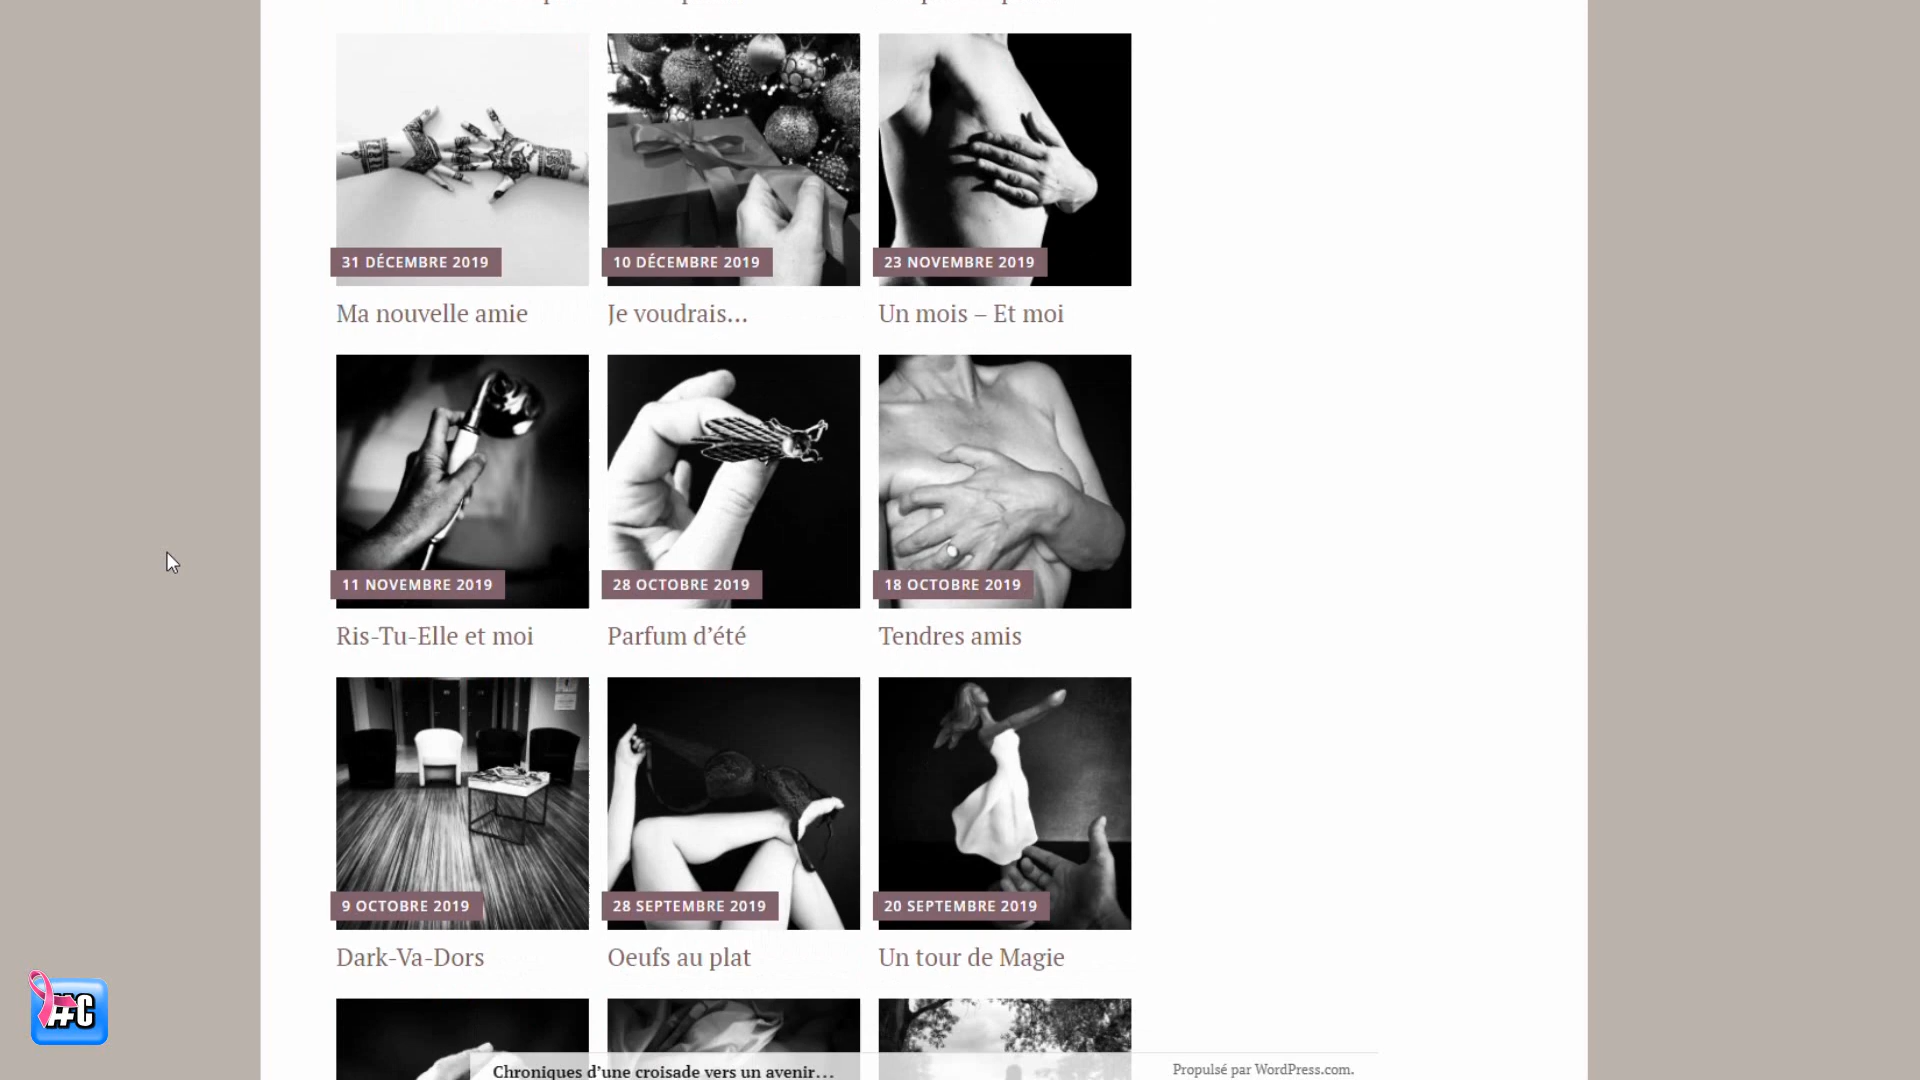 31 DÉCEMBRE 2019
10 DÉCEMBRE 2019
23 NOVEMBRE 2019
Ma nouvelle amie
Je voudrais…
Un mois – Et moi
11 NOVEMBRE 2019
28 OCTOBRE 2019
18 OCTOBRE 2019
Ris-Tu-Elle et moi
Parfum d’été
Tendres amis
9 OCTOBRE 2019
28 SEPTEMBRE 2019
20 SEPTEMBRE 2019
Dark-Va-Dors
Oeufs au plat
Un tour de Magie
#C
Chroniques d’une croisade vers un avenir…
Propulsé par WordPress.com.